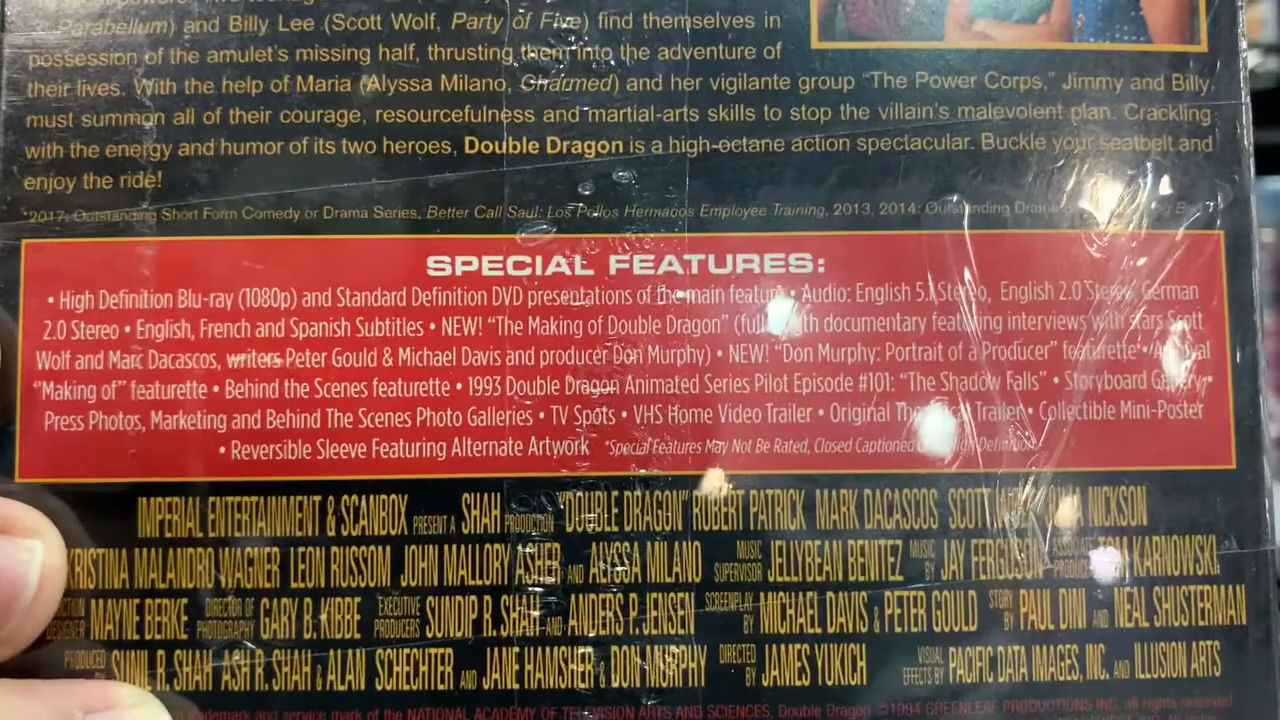 Parabellum) and Billy Lee (Scott Wolf, Party of Five) find themselves in
possession of the amulet's missing half, thrusting them into the adventure of
their lives. With the help of Maria (Alyssa Milano, Charmed) and her vigilante group "The Power Corps," Jimmy and Billy
must summon all of their courage, resourcefulness and martial-arts skills to stop the villain's malevolent plan. Crackling
with the energy and humor of its two heroes, Double Dragon is a high-octane action spectacular. Buckle your seatbelt and
enjoy the ride!
*2017: Outstanding Short Form Comedy or Drama Series, Better Call Saul: Los Pollos Hermanos Employee Training, 2013, 2014: Outstanding Drama
SPECIAL FEATURES:
• High Definition Blu-ray (1080p) and Standard Definition DVD presentations of the main feature • Audio: English 5.1 Stereo, English 2.0 Stereo, German
2.0 Stereo • English, French and Spanish Subtitles • NEW! "The Making of Double Dragon" (full documentary featuring interviews with stars Scott
Wolf and Marc Dacascos, writers Peter Gould & Michael Davis and producer Don Murphy) • NEW! "Don Murphy: Portrait of a Producer" featurette • Archival
"Making of" featurette • Behind the Scenes featurette • 1993 Double Dragon Animated Series Pilot Episode #101: "The Shadow Falls" • Storyboard Gallery •
Press Photos, Marketing and Behind The Scenes Photo Galleries • TV Spots • VHS Home Video Trailer • Original Theatrical Trailer • Collectible Mini-Poster
• Reversible Sleeve Featuring Alternate Artwork *Special Features May Not Be Rated, Closed Captioned or High Definition.
IMPERIAL ENTERTAINMENT & SCANBOX PRESENT A SHAH PRODUCTION "DOUBLE DRAGON" ROBERT PATRICK MARK DACASCOS SCOTT NICKSON
KRISTINA MALANDRO WAGNER LEON RUSSOM JOHN MALLORY ASHER AND ALYSSA MILANO MUSIC SUPERVISOR JELLYBEAN BENITEZ MUSIC BY JAY FERGUSON ASSOCIATE PRODUCER TOM KARNOWSKI
DESIGNER MAYNE BERKE DIRECTOR OF PHOTOGRAPHY GARY B. KIBBE EXECUTIVE PRODUCERS SUNDIP R. SHAH AND ANDERS P. JENSEN SCREENPLAY BY MICHAEL DAVIS & PETER GOULD STORY BY PAUL DINI AND NEAL SHUSTERMAN
PRODUCED BY SUNIL R. SHAH ASH R. SHAH & ALAN SCHECHTER AND JANE HAMSHER & DON MURPHY DIRECTED BY JAMES YUKICH VISUAL EFFECTS BY PACIFIC DATA IMAGES, INC. AND ILLUSION ARTS
trademark and service mark of the NATIONAL ACADEMY OF TELEVISION ARTS AND SCIENCES. Double Dragon ©1994 GREENLEAF PRODUCTIONS INC. all rights reserved